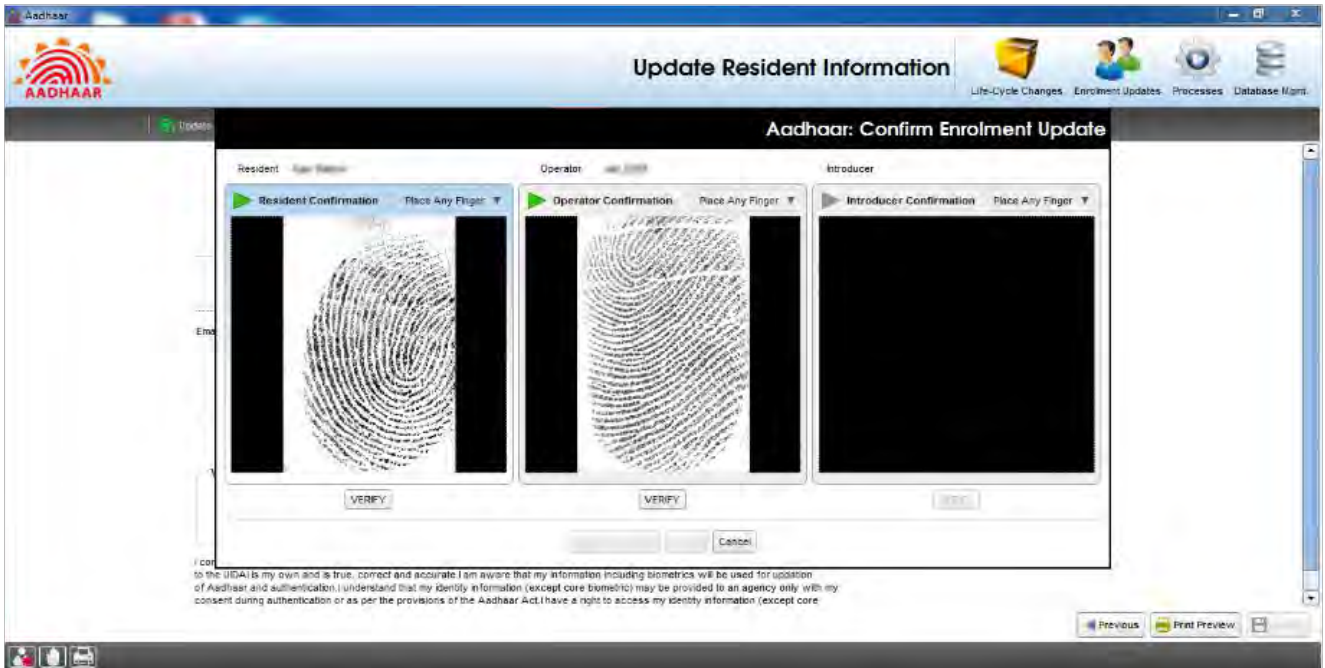 Aadhaar
AADHAAR
Update Resident Information
Life-Cycle Changes Enrolment Updates Processes Database Mgmt.
Update
Aadhaar: Confirm Enrolment Update
Resident
Operator
Introducer
Resident Confirmation Place Any Finger
Operator Confirmation Place Any Finger
Introducer Confirmation Place Any Finger
Ema
VERIFY
VERIFY
Cancel
I con
to the UIDAI is my own and is true, correct and accurate.I am aware that my information including biometrics will be used for updation
of Aadhaar and authentication.I understand that my identity information (except core biometric) may be provided to an agency only with my
consent during authentication or as per the provisions of the Aadhaar Act.I have a right to access my identity information (except core
Previous Print Preview